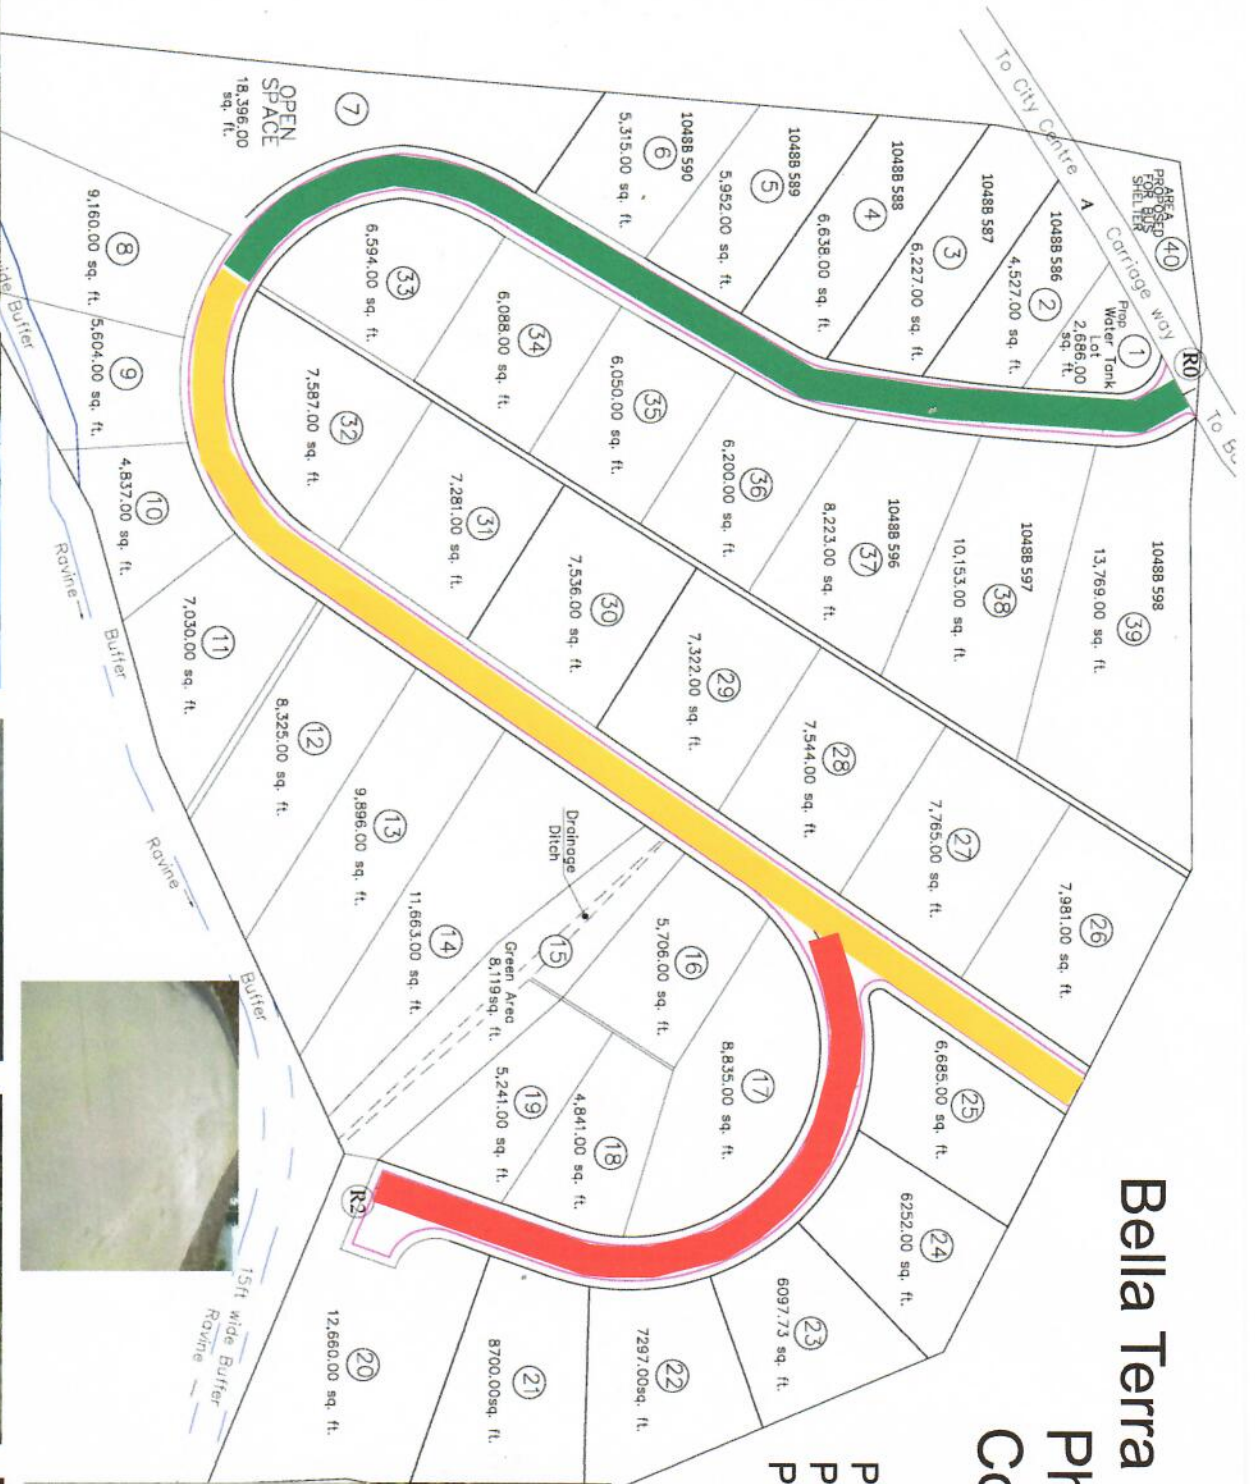 Bella Terra
Ph
Co
P
P
P
To City Centre
A
Carriage way
To Bu
R0
40
AREA
PROPOSED
FOR BUS
SHELTER
1
Prop
Water Tank
Lot
2,686.00
sq. ft.
1048B 586
2
4,527.00 sq. ft.
1048B 587
3
6,227.00 sq. ft.
1048B 588
4
6,638.00 sq. ft.
1048B 589
5
5,952.00 sq. ft.
1048B 590
6
5,315.00 sq. ft.
7
OPEN
SPACE
18,396.00
sq. ft.
8
9,160.00 sq. ft.
9
5,604.00 sq. ft.
10
4,837.00 sq. ft.
11
7,030.00 sq. ft.
12
8,325.00 sq. ft.
13
9,896.00 sq. ft.
14
11,663.00 sq. ft.
Drainage
Ditch
15
Green Area
8,119sq. ft.
16
5,706.00 sq. ft.
17
8,835.00 sq. ft.
18
4,841.00 sq. ft.
19
5,241.00 sq. ft.
20
12,660.00 sq. ft.
21
8700.00sq. ft.
22
7297.00sq. ft.
23
6097.73 sq. ft.
24
6252.00 sq. ft.
25
6,685.00 sq. ft.
26
7,981.00 sq. ft.
27
7,765.00 sq. ft.
28
7,544.00 sq. ft.
29
7,322.00 sq. ft.
30
7,536.00 sq. ft.
31
7,281.00 sq. ft.
32
7,587.00 sq. ft.
33
6,594.00 sq. ft.
34
6,088.00 sq. ft.
35
6,050.00 sq. ft.
36
6,200.00 sq. ft.
1048B 596
37
8,223.00 sq. ft.
1048B 597
38
10,153.00 sq. ft.
1048B 598
39
13,769.00 sq. ft.
R2
ide Buffer
Ravine
Buffer
Ravine
Buffer
15ft wide Buffer
Ravine